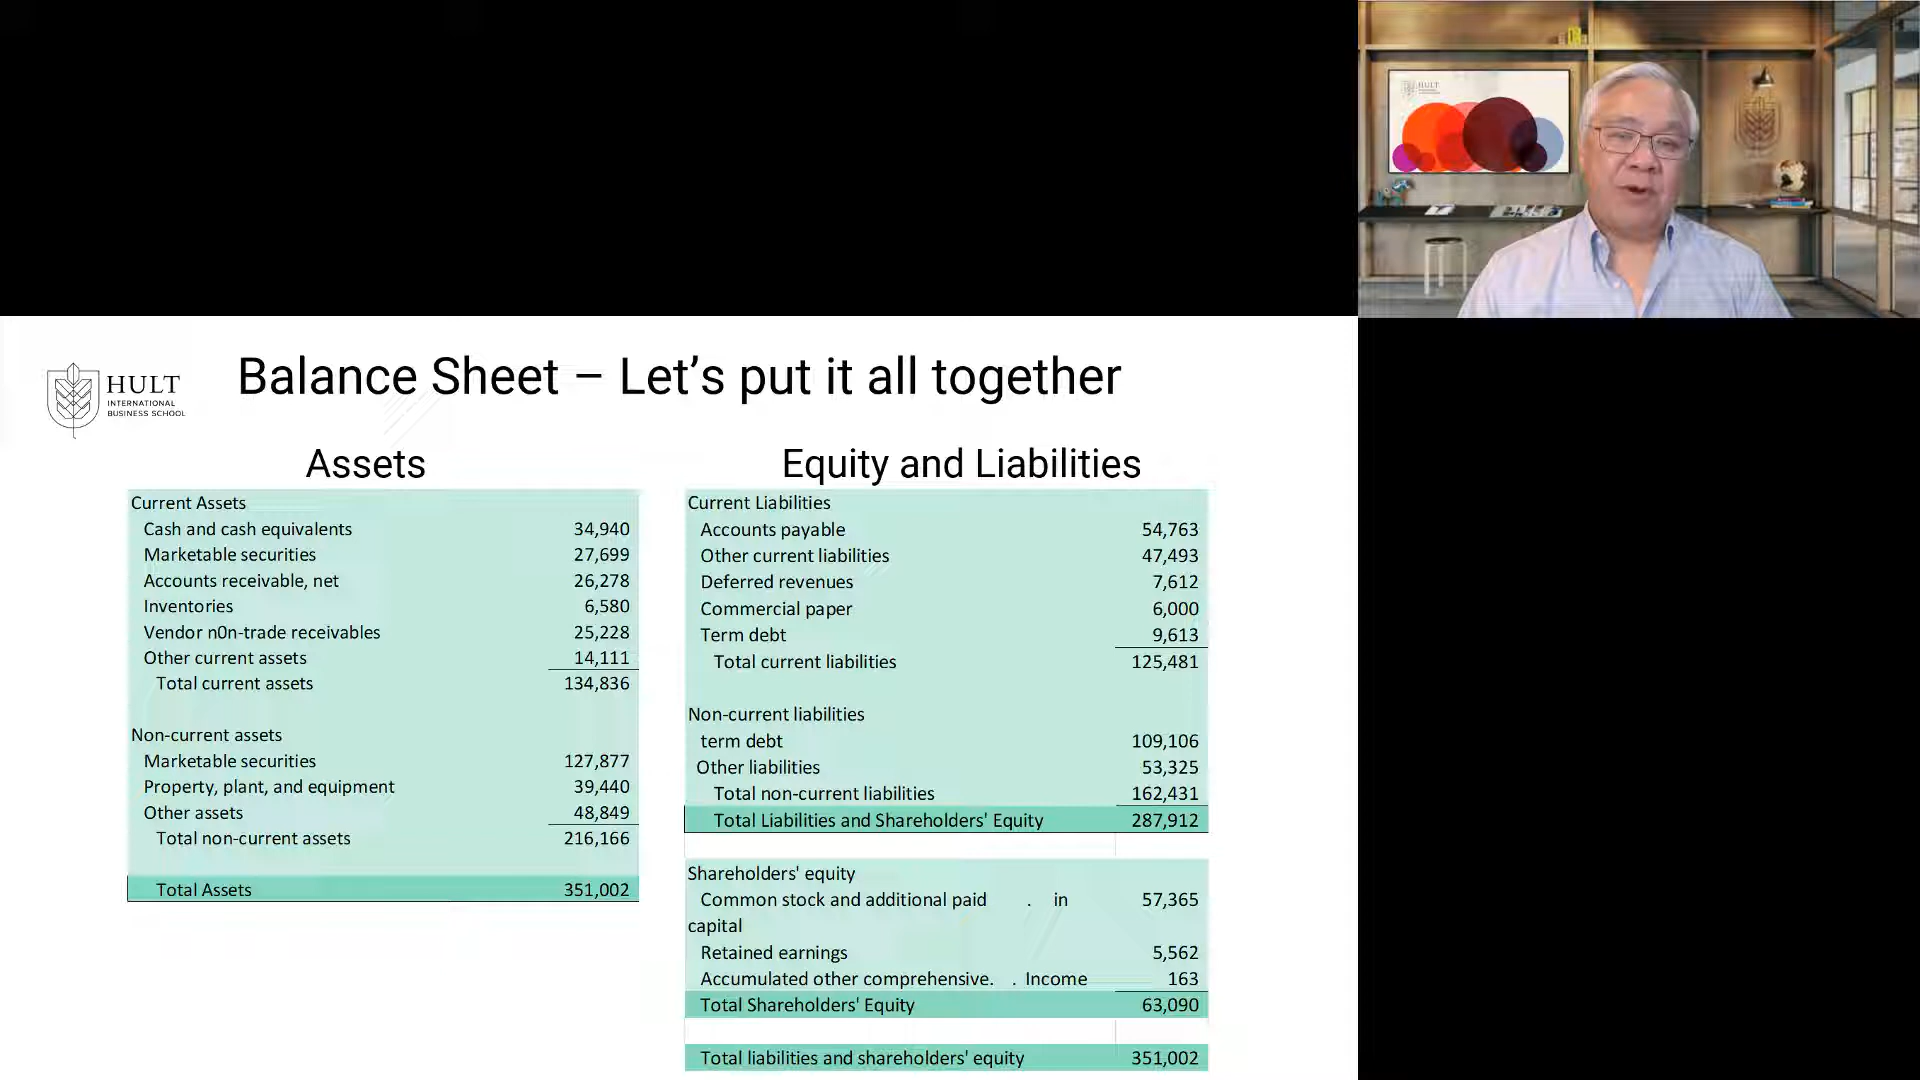 HULT
HULT
INTERNATIONAL
BUSINESS SCHOOL
Balance Sheet – Let’s put it all together
Assets
Current Assets
Cash and cash equivalents 34,940
Marketable securities 27,699
Accounts receivable, net 26,278
Inventories 6,580
Vendor n0n-trade receivables 25,228
Other current assets 14,111
Total current assets 134,836
Non-current assets
Marketable securities 127,877
Property, plant, and equipment 39,440
Other assets 48,849
Total non-current assets 216,166
Total Assets 351,002
Equity and Liabilities
Current Liabilities
Accounts payable 54,763
Other current liabilities 47,493
Deferred revenues 7,612
Commercial paper 6,000
Term debt 9,613
Total current liabilities 125,481
Non-current liabilities
term debt 109,106
Other liabilities 53,325
Total non-current liabilities 162,431
Total Liabilities and Shareholders' Equity 287,912
Shareholders' equity
Common stock and additional paid . in 57,365
capital
Retained earnings 5,562
Accumulated other comprehensive. . Income 163
Total Shareholders' Equity 63,090
Total liabilities and shareholders' equity 351,002